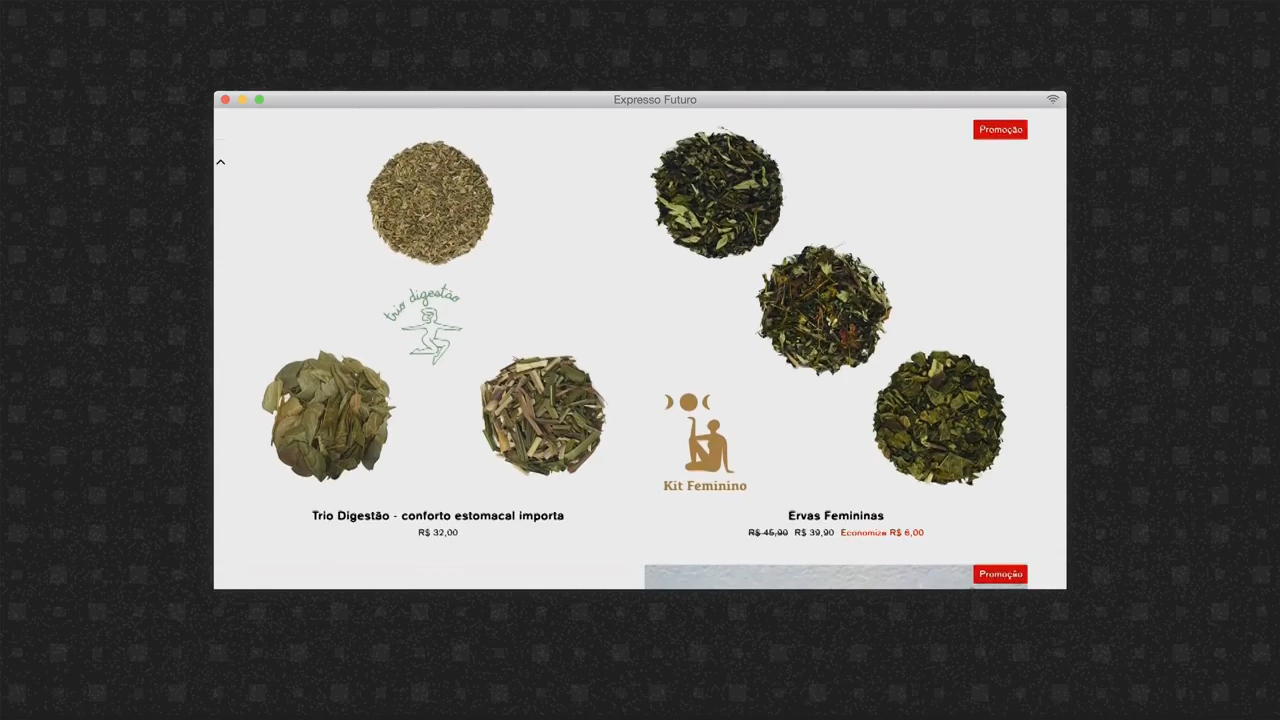 Expresso Futuro
Promoção
trio digestão
Kit Feminino
Trio Digestão - conforto estomacal importa
R$ 32,00
Ervas Femininas
R$ 45,90 R$ 39,90 Economize R$ 6,00
Promoção